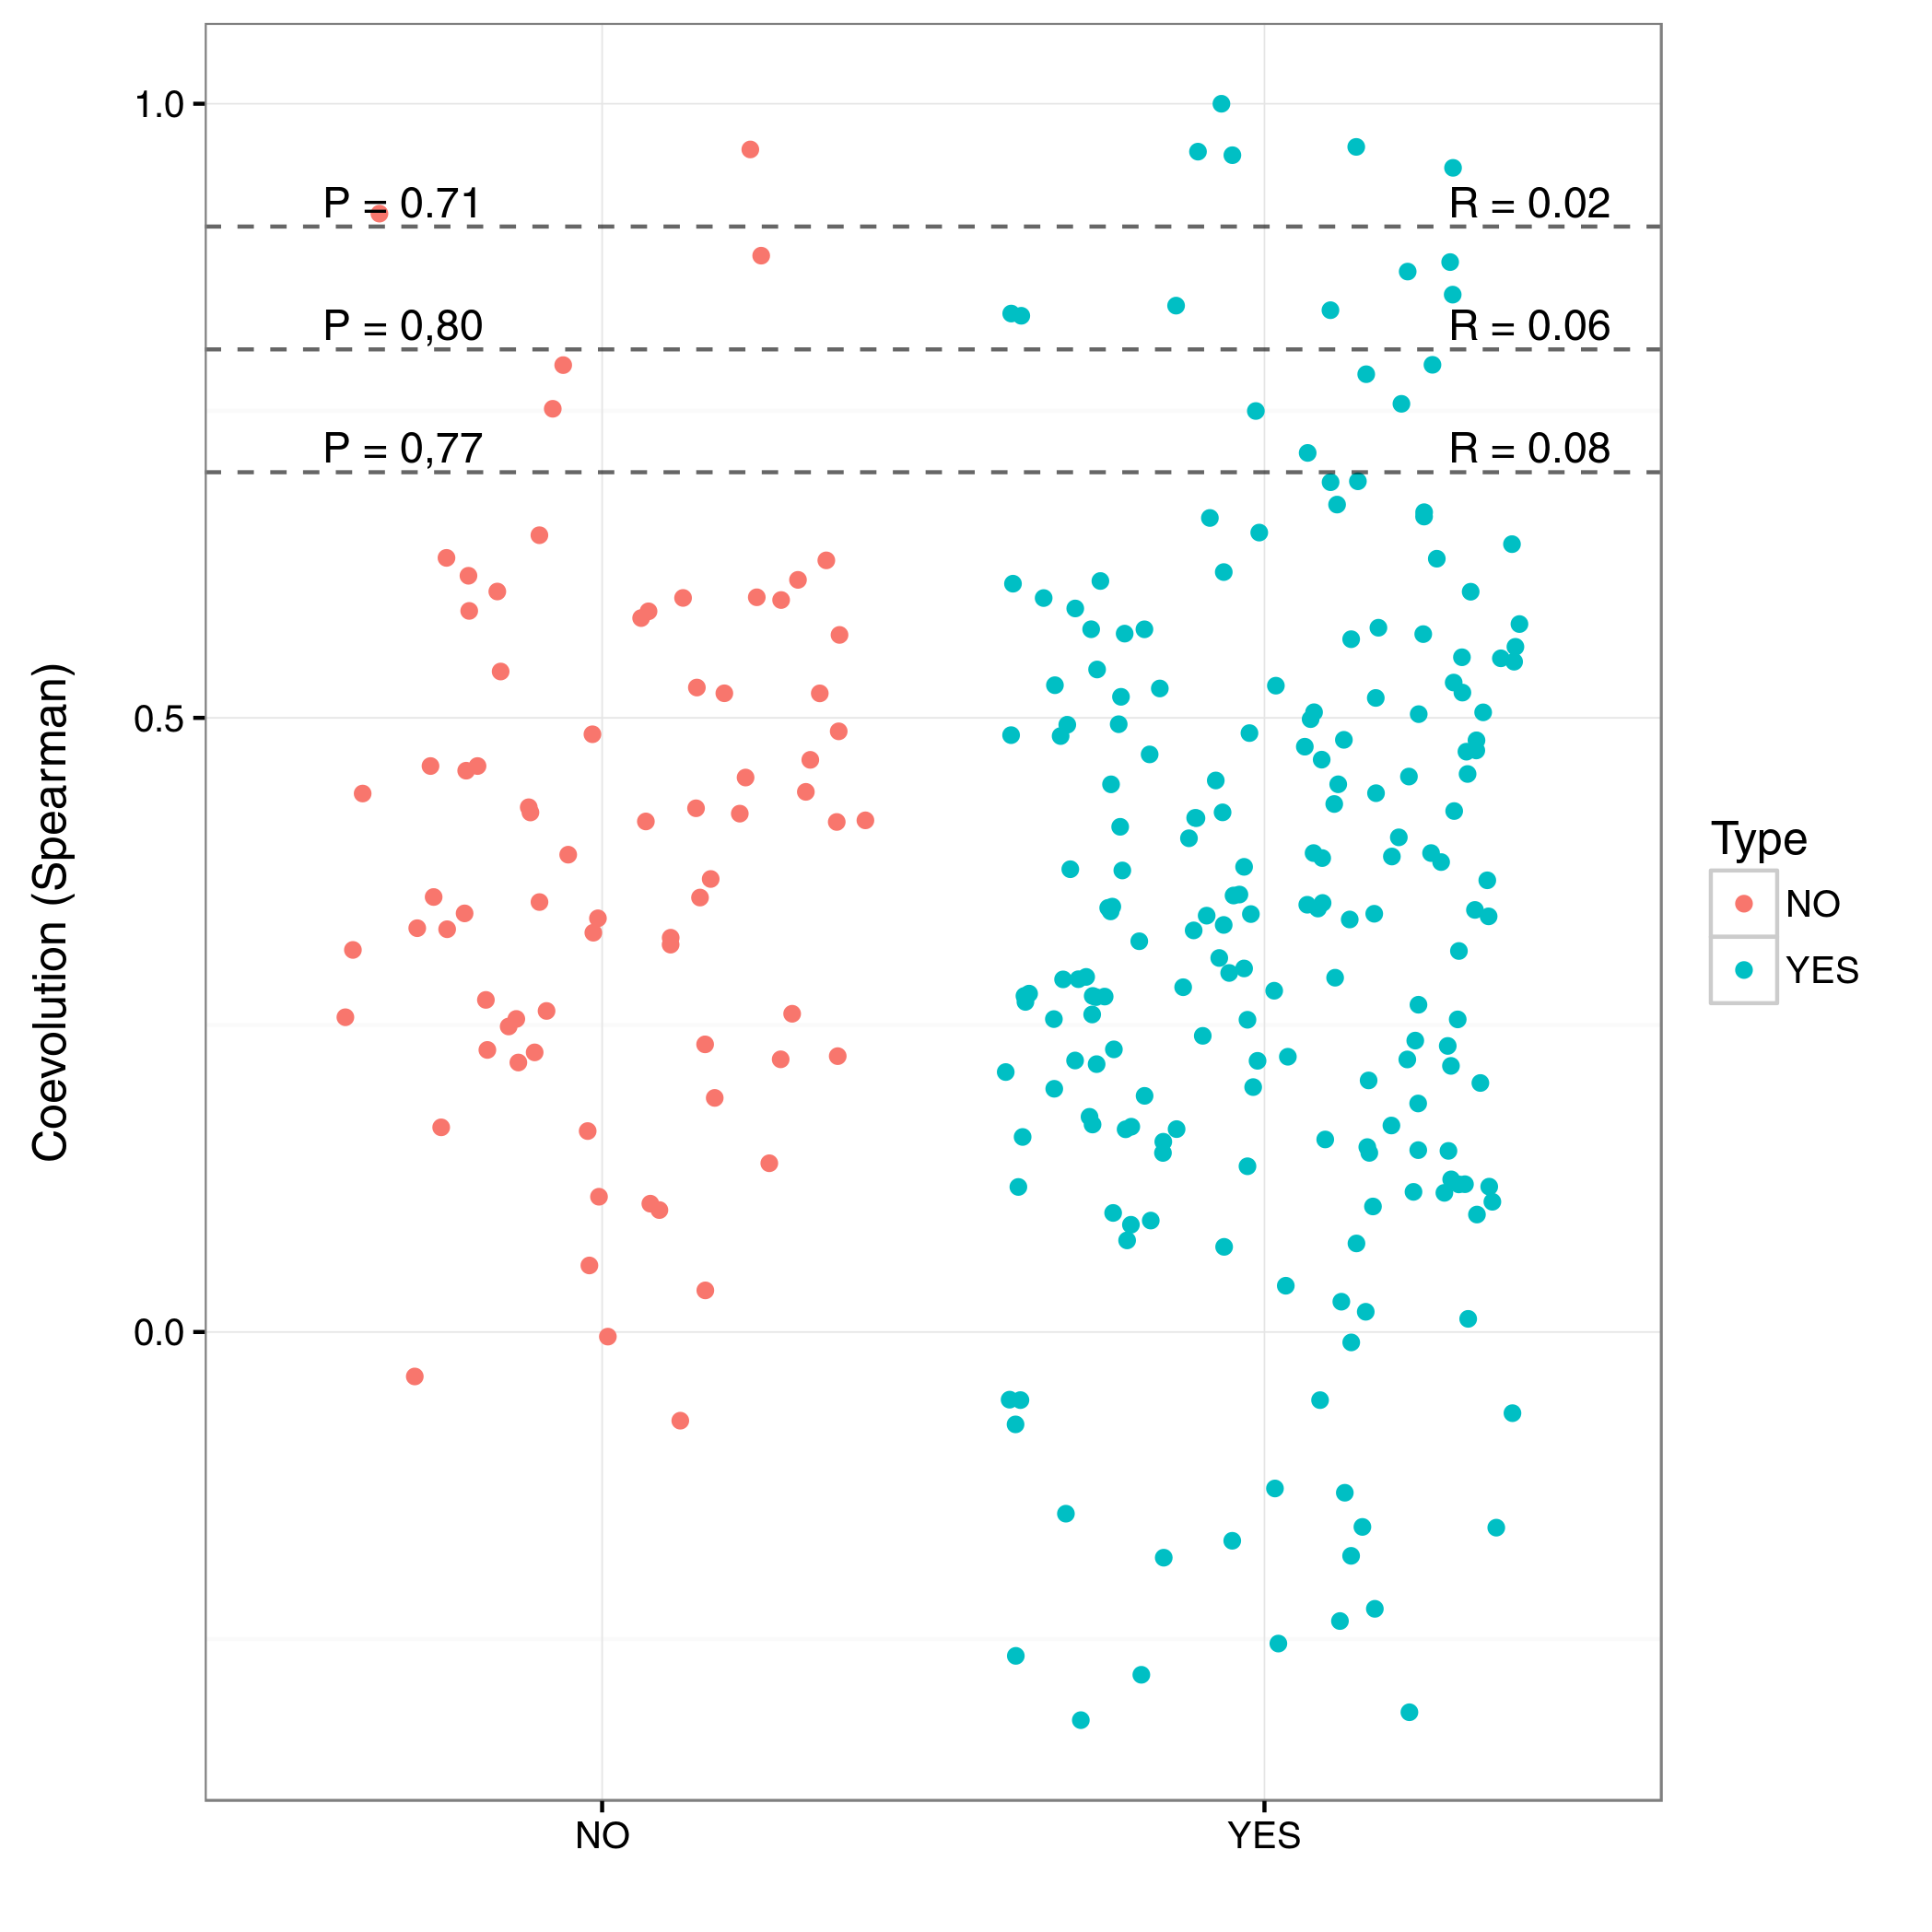 1.0
P = 0.71
R = 0.02
P = 0,80
R = 0.06
P = 0,77
R = 0.08
0.5
0.0
Coevolution (Spearman)
NO
YES
Type
NO
YES